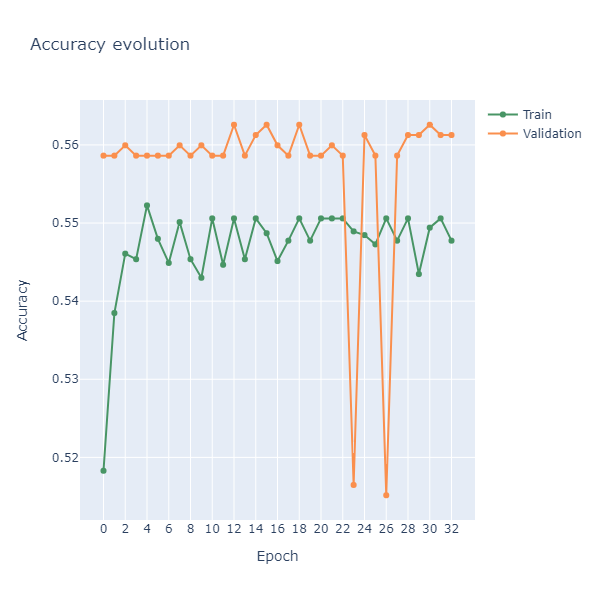 Accuracy evolution
Train
Validation
0.56
0.55
0.54
0.53
0.52
Accuracy
0 2 4 6 8 10 12 14 16 18 20 22 24 26 28 30 32
Epoch